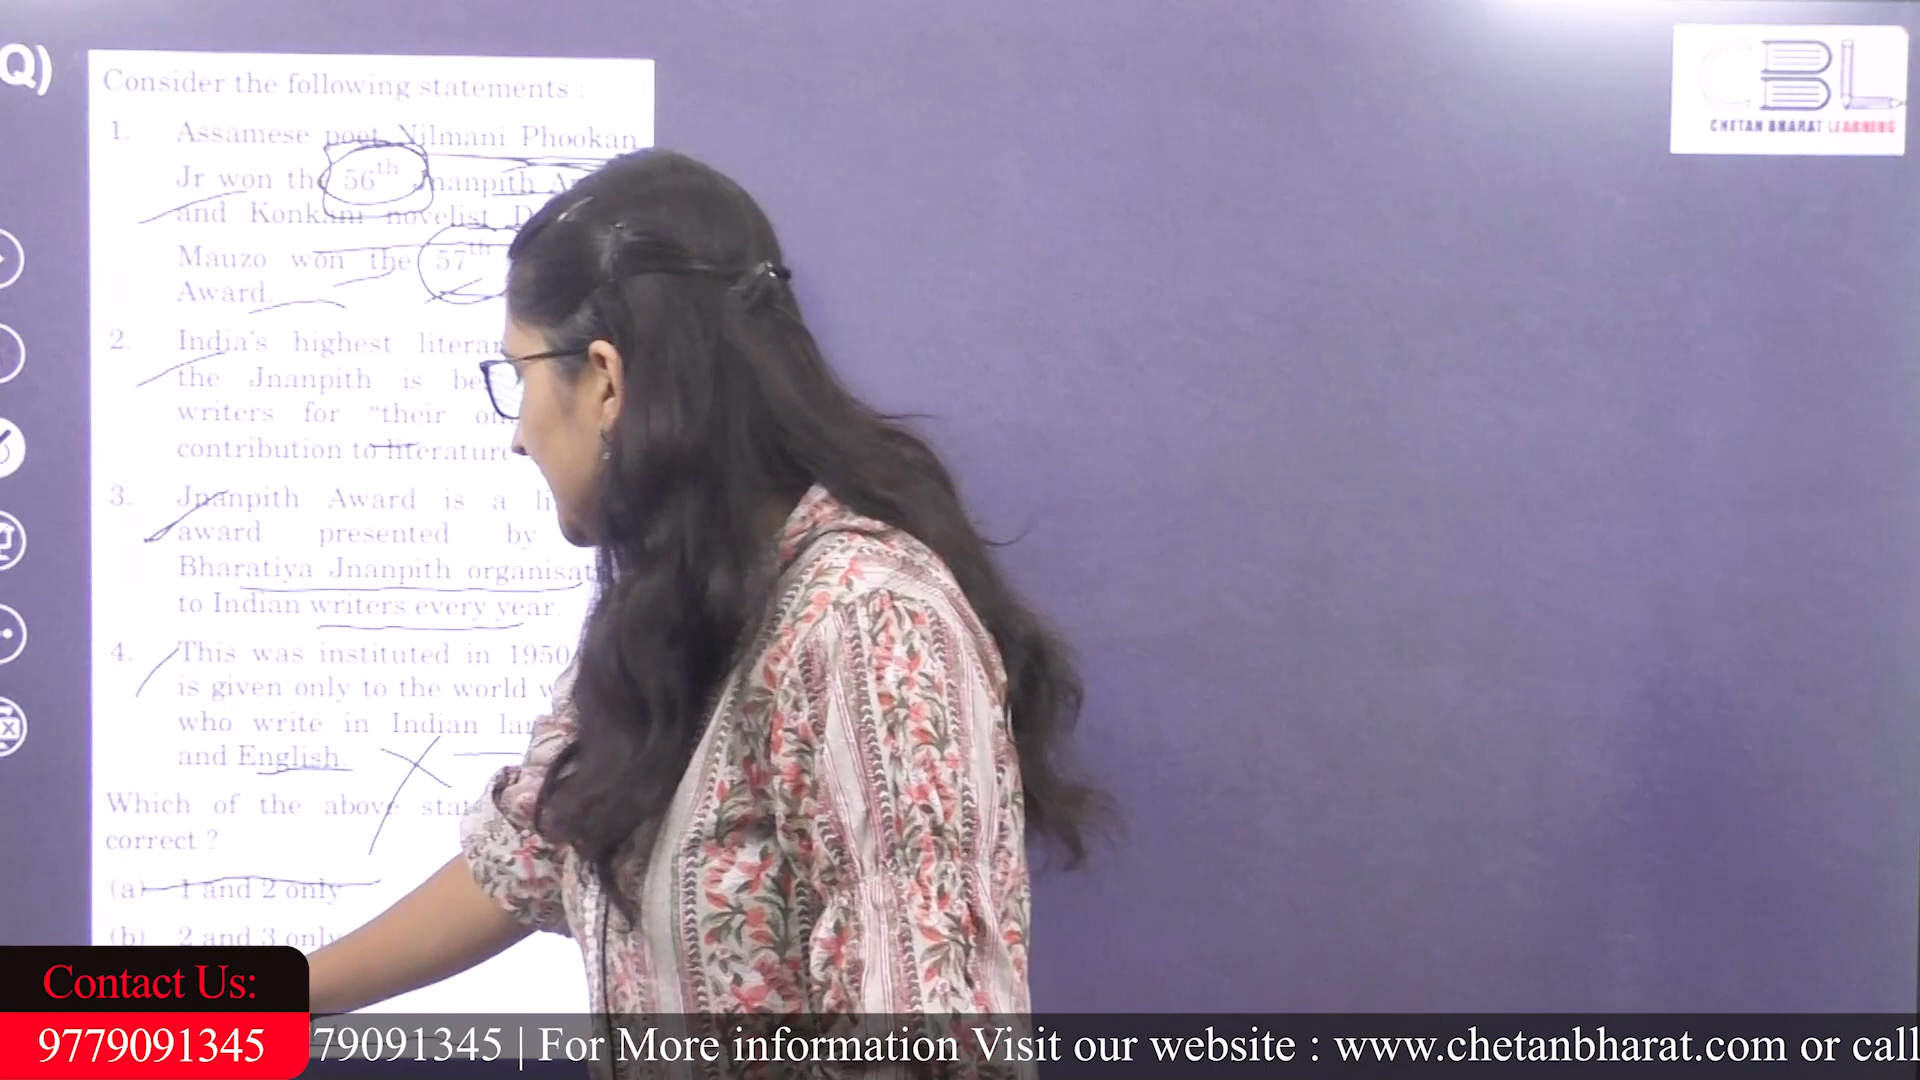 Q)
Consider the following statements :
1. Assamese poet Nilmani Phookan
Jr won the 56th Jnanpith
and Konkani novelist
Mauzo won the 57th
Award.
2. India's highest
the Jnanpith is
writers for "their
contribution to literature
3. Jnanpith Award is a
award presented by
Bharatiya Jnanpith
to Indian writers every year.
4. This was instituted in 1950
is given only to the world
who write in Indian
and English.
Which of the above
correct ?
(a) 1 and 2 only
(b) 2 and 3 only
CBL
CHETAN BHARAT LEARNING
Contact Us:
9779091345
79091345 | For More information Visit our website : www.chetanbharat.com or call